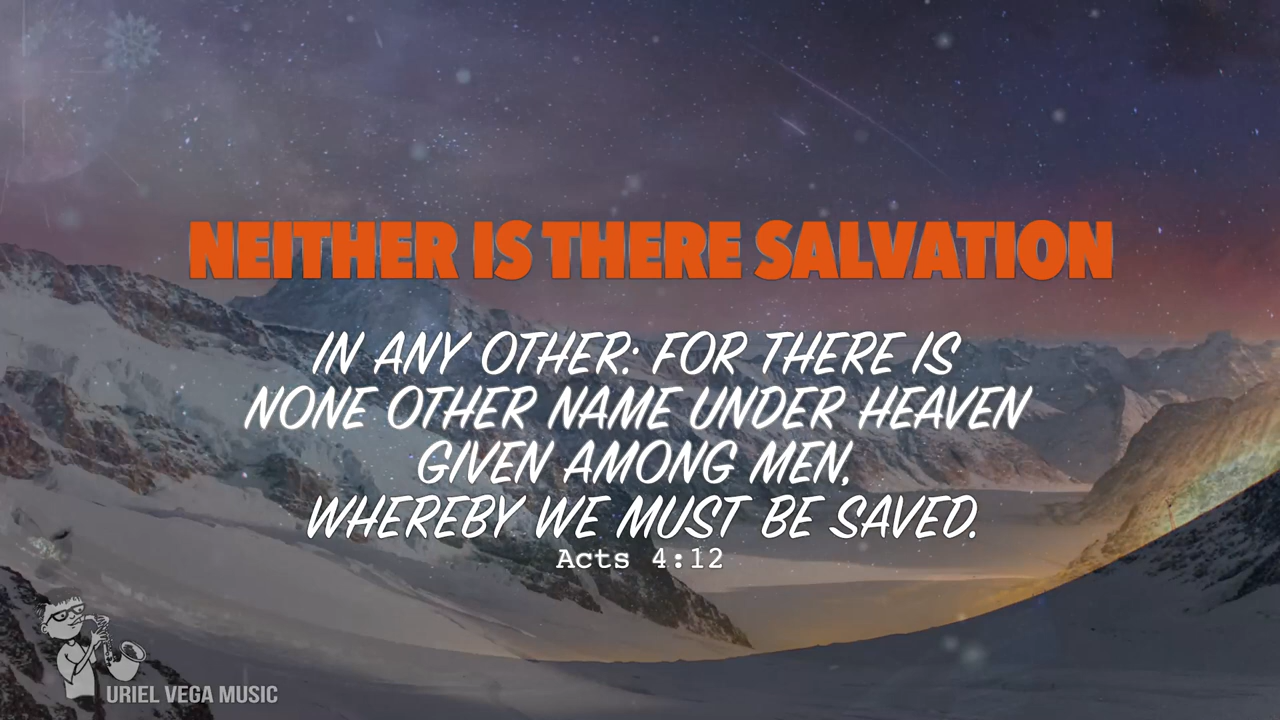 NEITHER IS THERE SALVATION
IN ANY OTHER: FOR THERE IS
NONE OTHER NAME UNDER HEAVEN
GIVEN AMONG MEN,
WHEREBY WE MUST BE SAVED.
Acts 4:12
URIEL VEGA MUSIC